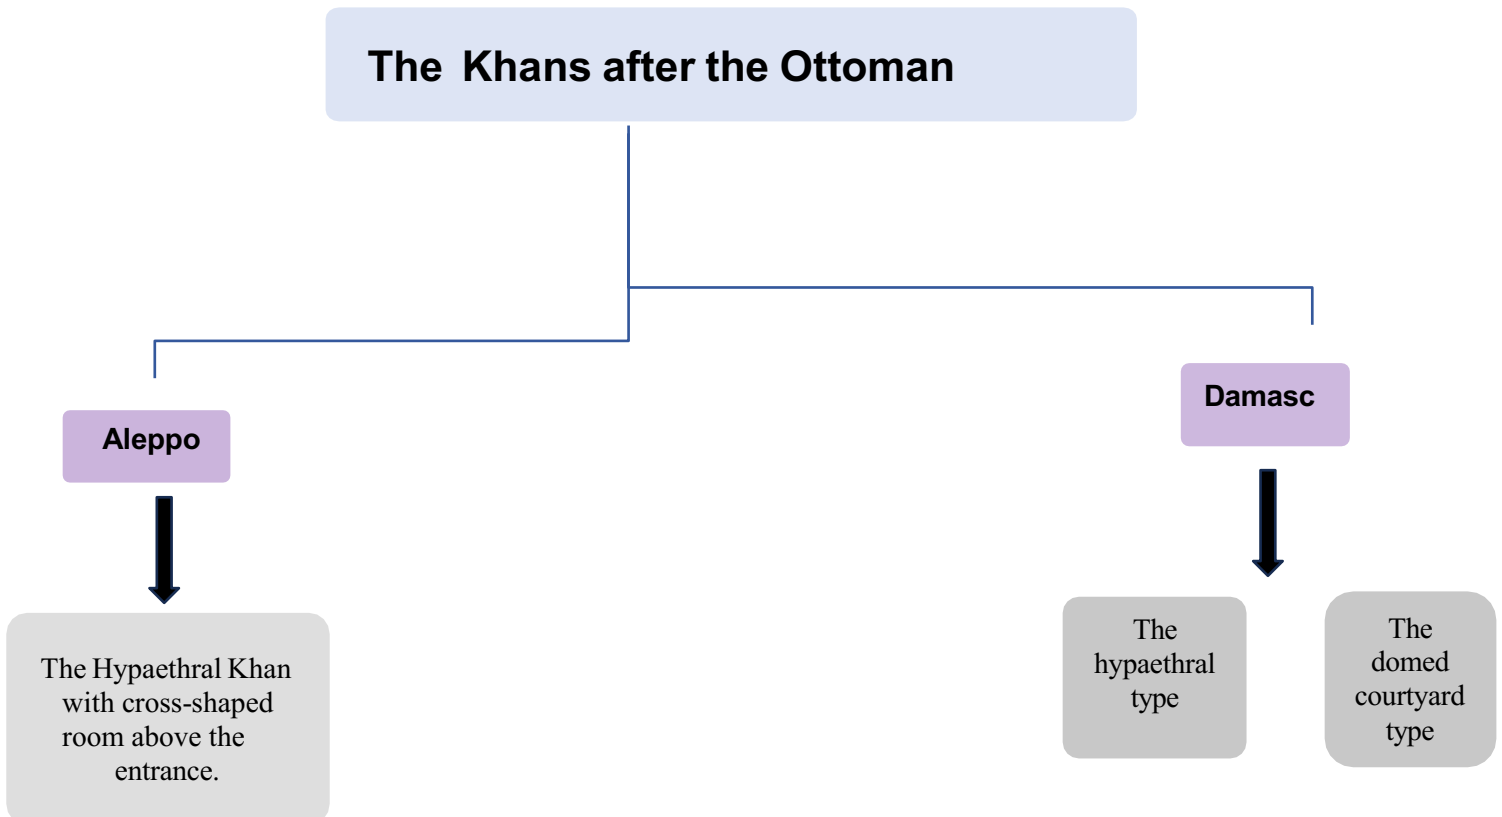 The Khans after the Ottoman
Aleppo
Damasc
The Hypaethral Khan
with cross-shaped
room above the
entrance.
The
hypaethral
type
The
domed
courtyard
type